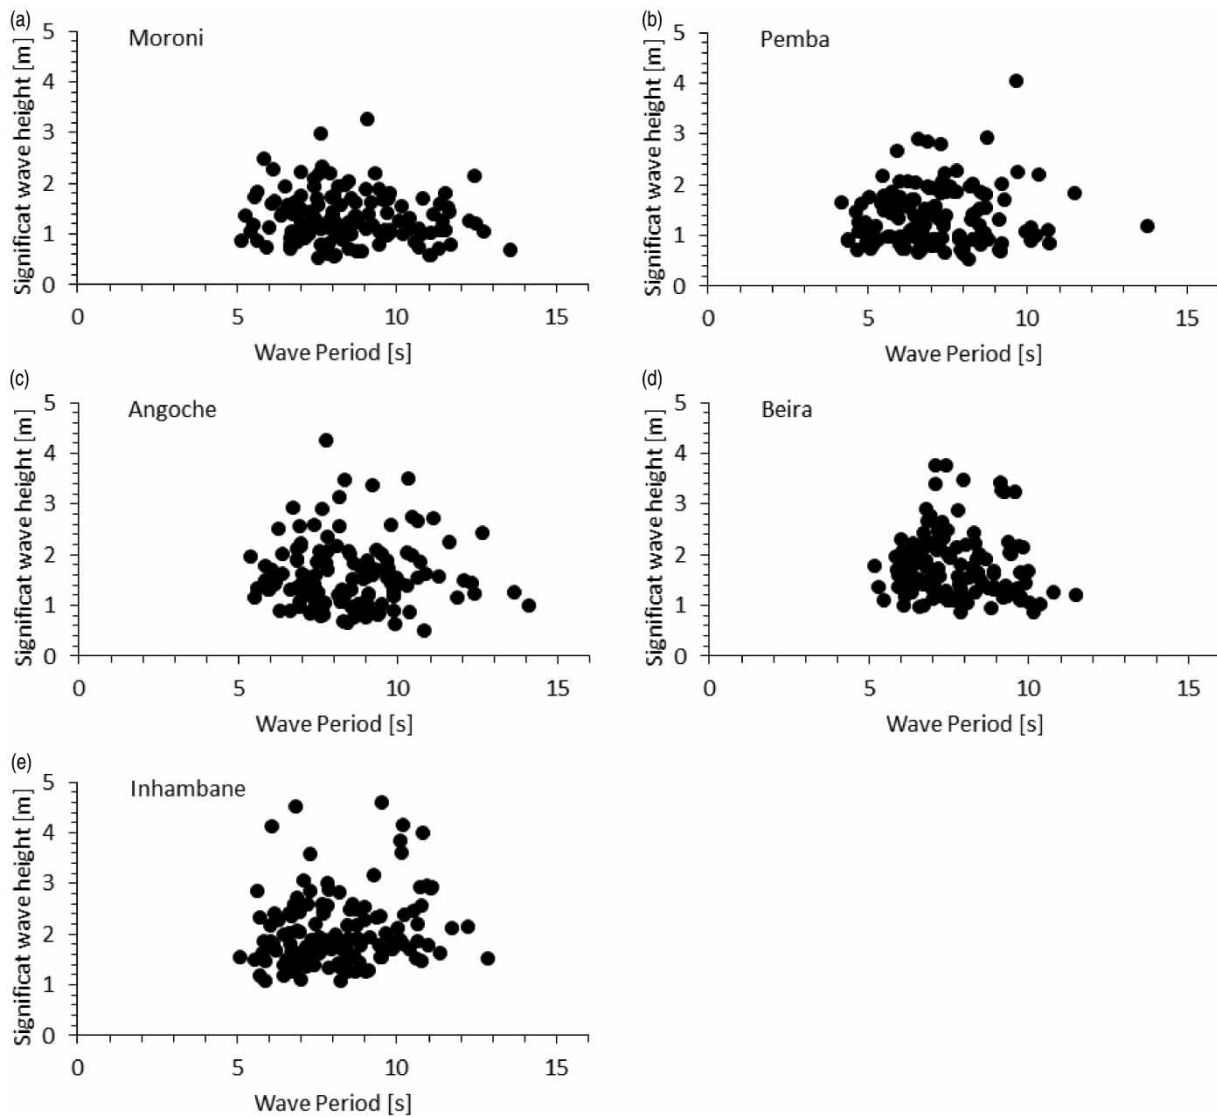 (a)
Moroni
Significat wave height [m]
5
4
3
2
1
0
0 5 10 15
Wave Period [s]
(b)
Pemba
Significat wave height [m]
5
4
3
2
1
0
0 5 10 15
Wave Period [s]
(c)
Angoche
Significat wave height [m]
5
4
3
2
1
0
0 5 10 15
Wave Period [s]
(d)
Beira
Significat wave height [m]
5
4
3
2
1
0
0 5 10 15
Wave Period [s]
(e)
Inhambane
Significat wave height [m]
5
4
3
2
1
0
0 5 10 15
Wave Period [s]